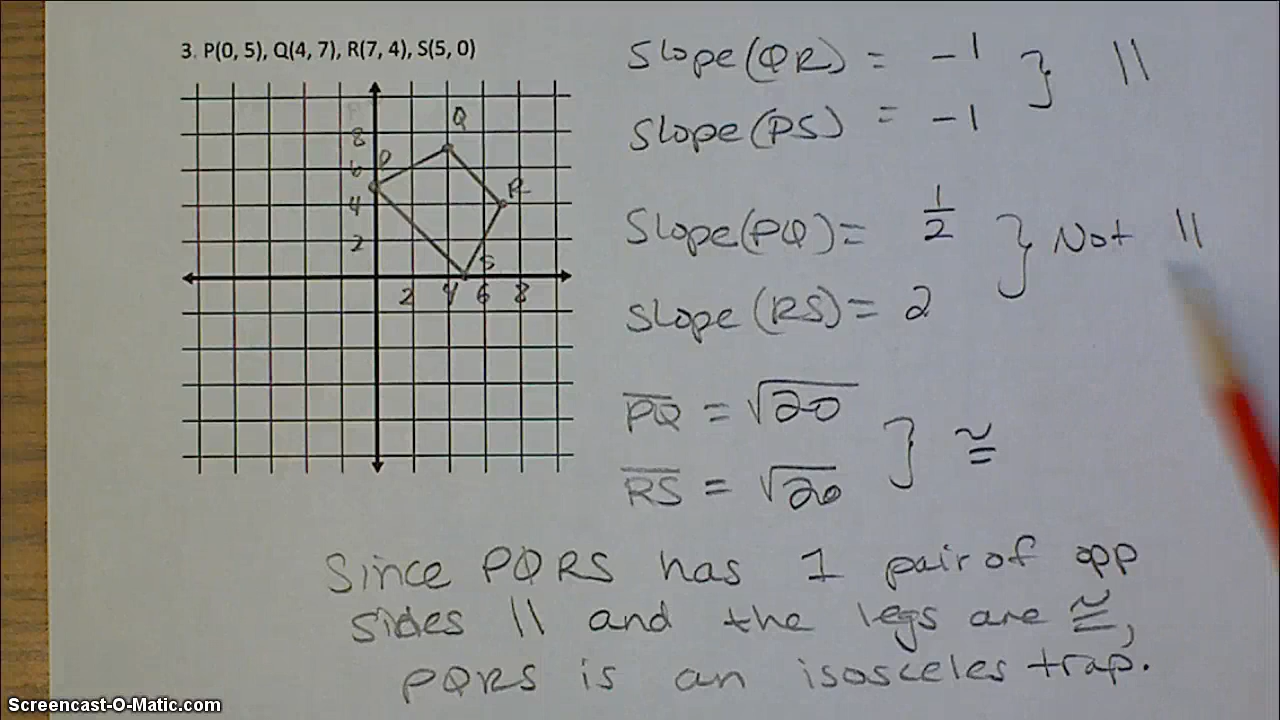 3. P(0, 5), Q(4, 7), R(7, 4), S(5, 0)
Slope(QR) = -1 } ||
Slope(PS) = -1
Slope(PQ) = 1/2 } Not ||
Slope(RS) = 2
PQ = √20 } ≅
RS = √20
Since PQRS has 1 pair of opp
sides || and the legs are ≅,
PQRS is an isosceles trap.
Q
8
P
6
R
4
2
S
2 4 6 8
Screencast-O-Matic.com